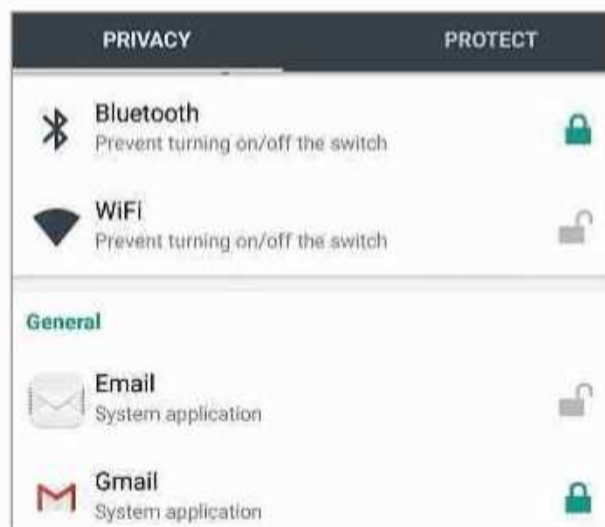 PRIVACY
PROTECT
Bluetooth
Prevent turning on/off the switch
WiFi
Prevent turning on/off the switch
General
Email
System application
Gmail
System application